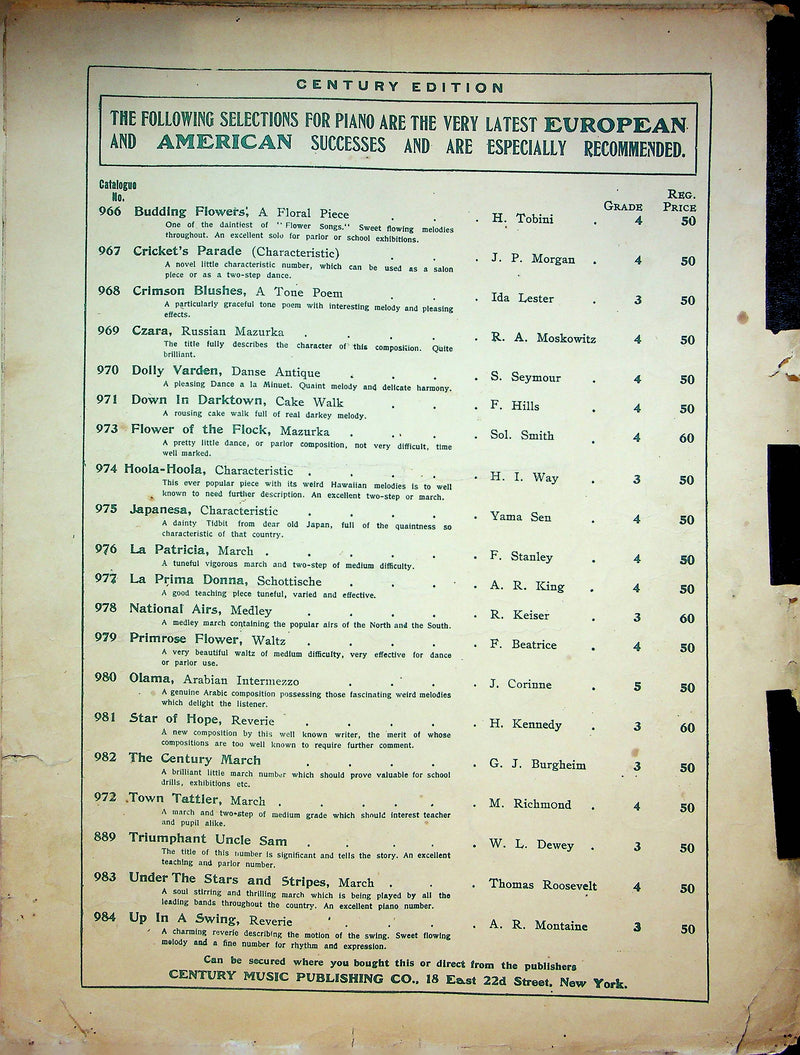 CENTURY EDITION
THE FOLLOWING SELECTIONS FOR PIANO ARE THE VERY LATEST EUROPEAN
AND AMERICAN SUCCESSES AND ARE ESPECIALLY RECOMMENDED.
Catalogue No. GRADE REG. PRICE
966 Budding Flowers, A Floral Piece . . . H. Tobini . 4 50
One of the daintiest of "Flower Songs." Sweet flowing melodies
throughout. An excellent solo for parlor or school exhibitions.
967 Cricket's Parade (Characteristic) . . . J. P. Morgan . 4 50
A novel little characteristic number, which can be used as a salon
piece or as a two-step dance.
968 Crimson Blushes, A Tone Poem . . . Ida Lester . 3 50
A particularly graceful tone poem with interesting melody and pleasing
effects.
969 Czara, Russian Mazurka . . . . . R. A. Moskowitz 4 50
The title fully describes the character of this composition. Quite
brilliant.
970 Dolly Varden, Danse Antique . . . . S. Seymour . 4 50
A pleasing Dance a la Minuet. Quaint melody and delicate harmony.
971 Down In Darktown, Cake Walk . . . F. Hills . 4 50
A rousing cake walk full of real darkey melody.
973 Flower of the Flock, Mazurka . . . . Sol. Smith . 4 60
A pretty little dance, or parlor composition, not very difficult, time
well marked.
974 Hoola-Hoola, Characteristic . . . . . H. I. Way . 3 50
This ever popular piece with its weird Hawaiian melodies is to well
known to need further description. An excellent two-step or march.
975 Japanesa, Characteristic . . . . . Yama Sen . 4 50
A dainty Tidbit from dear old Japan, full of the quaintness so
characteristic of that country.
976 La Patricia, March . . . . . . F. Stanley . 4 50
A tuneful vigorous march and two-step of medium difficulty.
977 La Prima Donna, Schottische . . . . A. R. King . 4 50
A good teaching piece tuneful, varied and effective.
978 National Airs, Medley . . . . . R. Keiser . 3 60
A medley march containing the popular airs of the North and the South.
979 Primrose Flower, Waltz . . . . . F. Beatrice . 4 50
A very beautiful waltz of medium difficulty, very effective for dance
or parlor use.
980 Olama, Arabian Intermezzo . . . . J. Corinne . 5 50
A genuine Arabic composition possessing those fascinating weird melodies
which delight the listener.
981 Star of Hope, Reverie . . . . . H. Kennedy . 3 60
A new composition by this well known writer, the merit of whose
compositions are too well known to require further comment.
982 The Century March . . . . . G. J. Burgheim 3 50
A brilliant little march number which should prove valuable for school
drills, exhibitions etc.
972 Town Tattler, March . . . . . . M. Richmond . 4 50
A march and two-step of medium grade which should interest teacher
and pupil alike.
889 Triumphant Uncle Sam . . . . . W. L. Dewey . 3 50
The title of this number is significant and tells the story. An excellent
teaching and parlor number.
983 Under The Stars and Stripes, March . . . Thomas Roosevelt 4 50
A soul stirring and thrilling march which is being played by all the
leading bands throughout the country. An excellent piano number.
984 Up In A Swing, Reverie . . . . A. R. Montaine 3 50
A charming reverie describing the motion of the swing. Sweet flowing
melody and a fine number for rhythm and expression.
Can be secured where you bought this or direct from the publishers
CENTURY MUSIC PUBLISHING CO., 18 East 22d Street, New York.